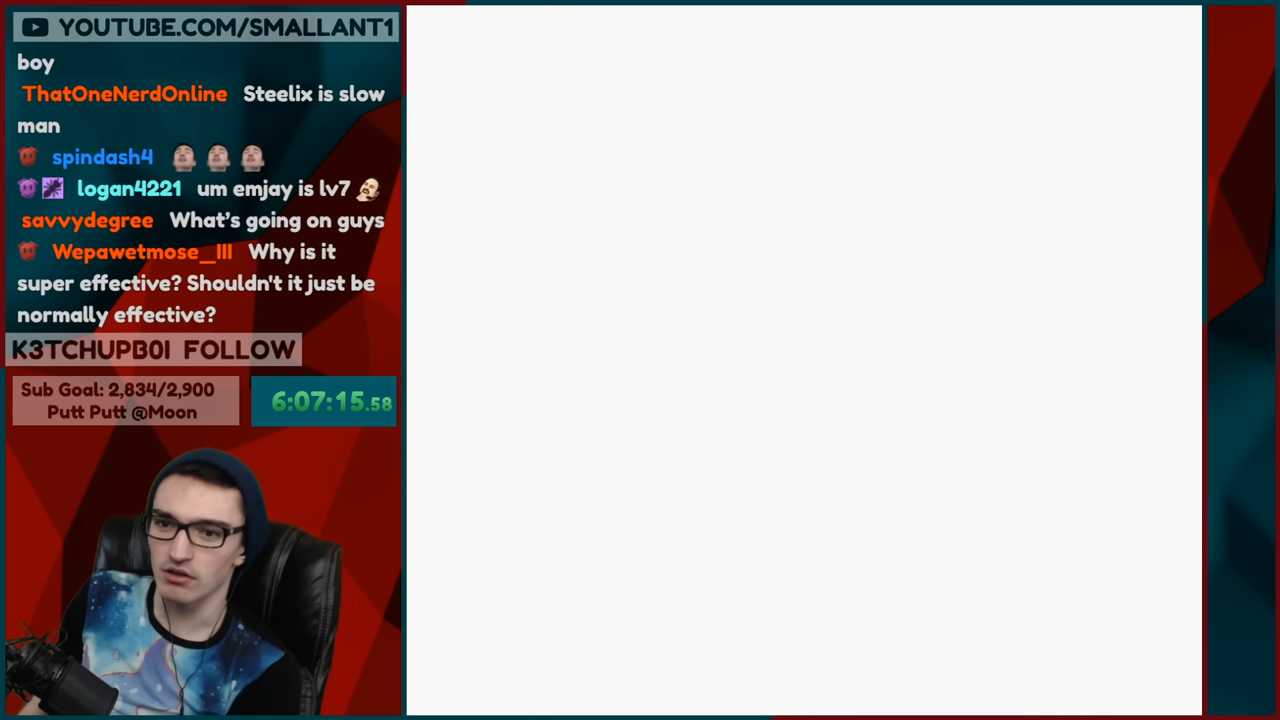 YOUTUBE.COM/SMALLANT1
boy
ThatOneNerdOnline Steelix is slow
man
spindash4
logan4221 um emjay is lv7
savvydegree What's going on guys
Wepawetmose__III Why is it
super effective? Shouldn't it just be
normally effective?
K3TCHUPB0I FOLLOW
Sub Goal: 2,834/2,900
Putt Putt @Moon
6:07:15.58